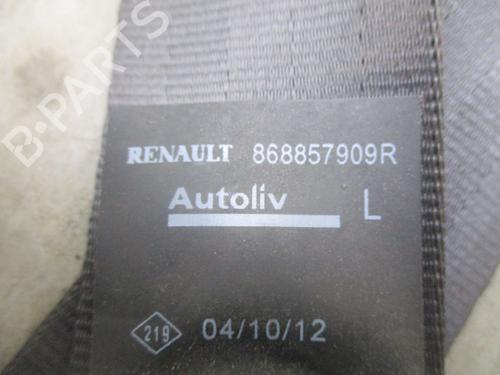 B-PARTS
RENAULT 868857909R
Autoliv L
219 04/10/12